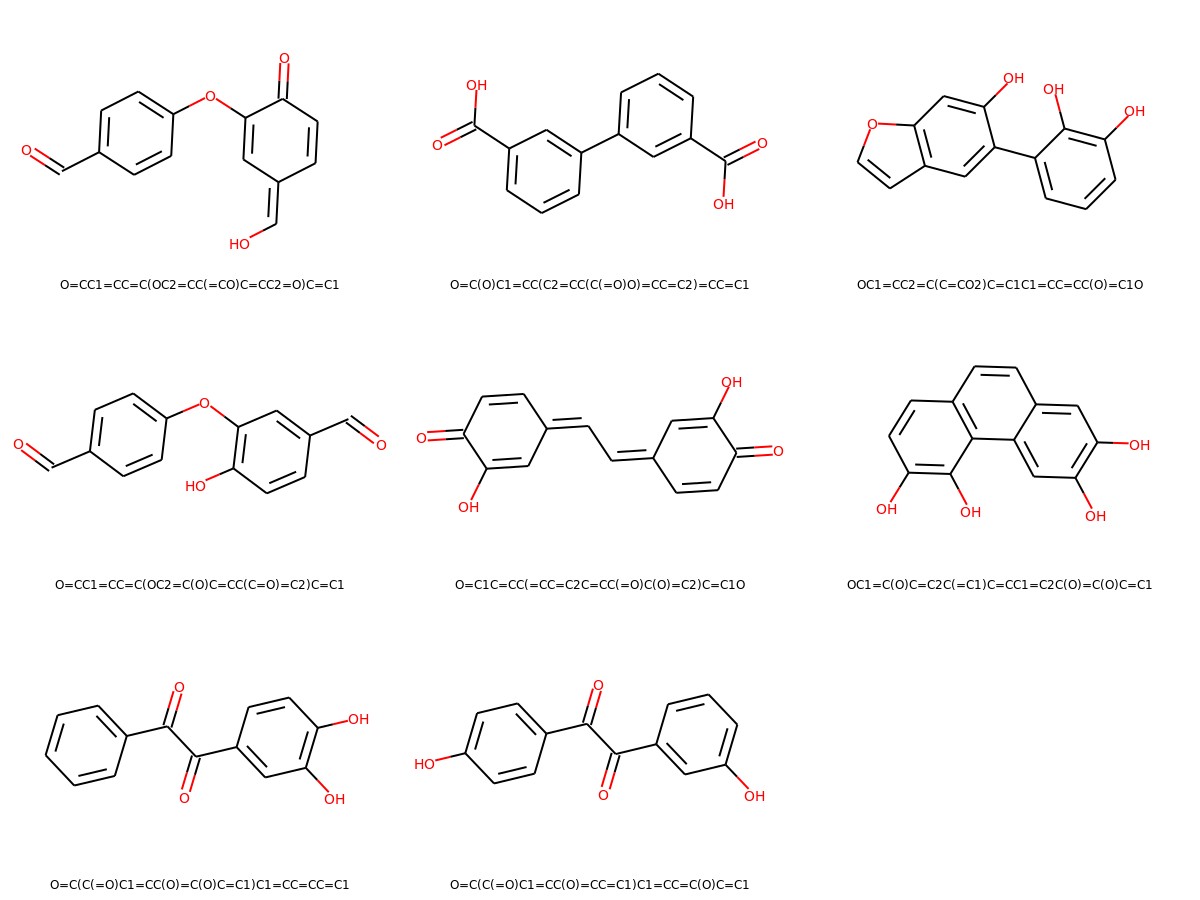 O
O
O
HO
O=CC1=CC=C(OC2=CC(=CO)C=CC2=O)C=C1
OH
O
O
OH
O=C(O)C1=CC(C2=CC(C(=O)O)=CC=C2)=CC=C1
OH
OH
OH
O
OC1=CC2=C(C=CO2)C=C1C1=CC=CC(O)=C1O
O
O
O
HO
O=CC1=CC=C(OC2=C(O)C=CC(C=O)=C2)C=C1
OH
O
O
OH
O=C1C=CC(=CC=C2C=CC(=O)C(O)=C2)C=C1O
OH
OH
OH
OH
OC1=C(O)C=C2C(=C1)C=CC1=C2C(O)=C(O)C=C1
O
OH
O
OH
O=C(C(=O)C1=CC(O)=C(O)C=C1)C1=CC=CC=C1
O
HO
O
OH
O=C(C(=O)C1=CC(O)=CC=C1)C1=CC=C(O)C=C1